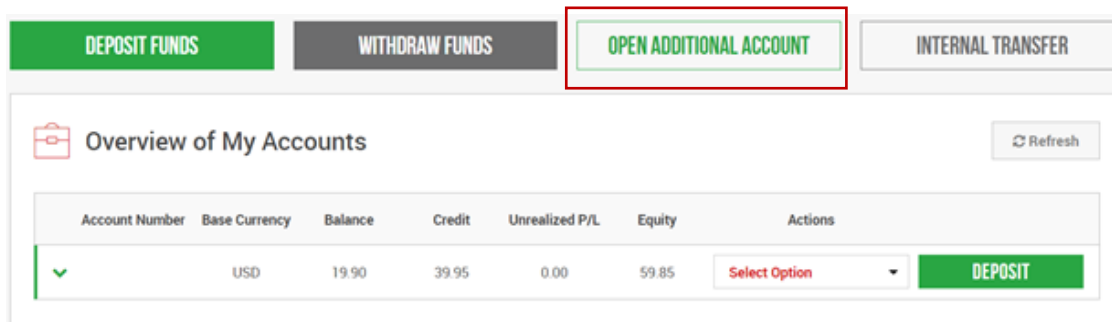 DEPOSIT FUNDS WITHDRAW FUNDS OPEN ADDITIONAL ACCOUNT INTERNAL TRANSFER
Overview of My Accounts Refresh
Account Number Base Currency Balance Credit Unrealized P/L Equity Actions
USD 19.90 39.95 0.00 59.85 Select Option DEPOSIT